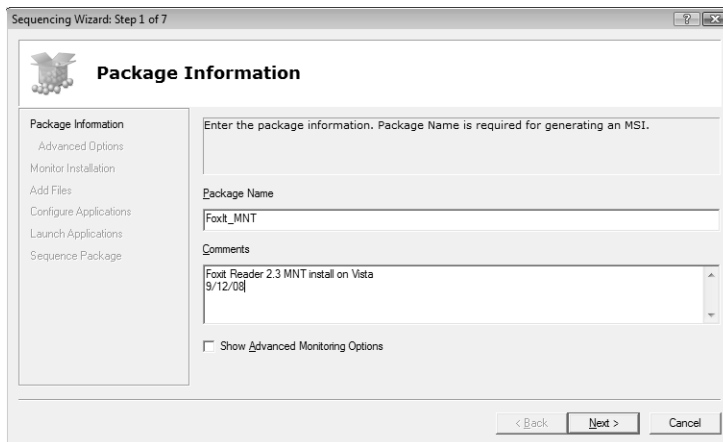 Sequencing Wizard: Step 1 of 7
Package Information
Package Information
Advanced Options
Monitor Installation
Add Files
Configure Applications
Launch Applications
Sequence Package
Enter the package information. Package Name is required for generating an MSI.
Package Name
FoxIt_MNT
Comments
Foxit Reader 2.3 MNT install on Vista
9/12/08
Show Advanced Monitoring Options
< Back
Next >
Cancel